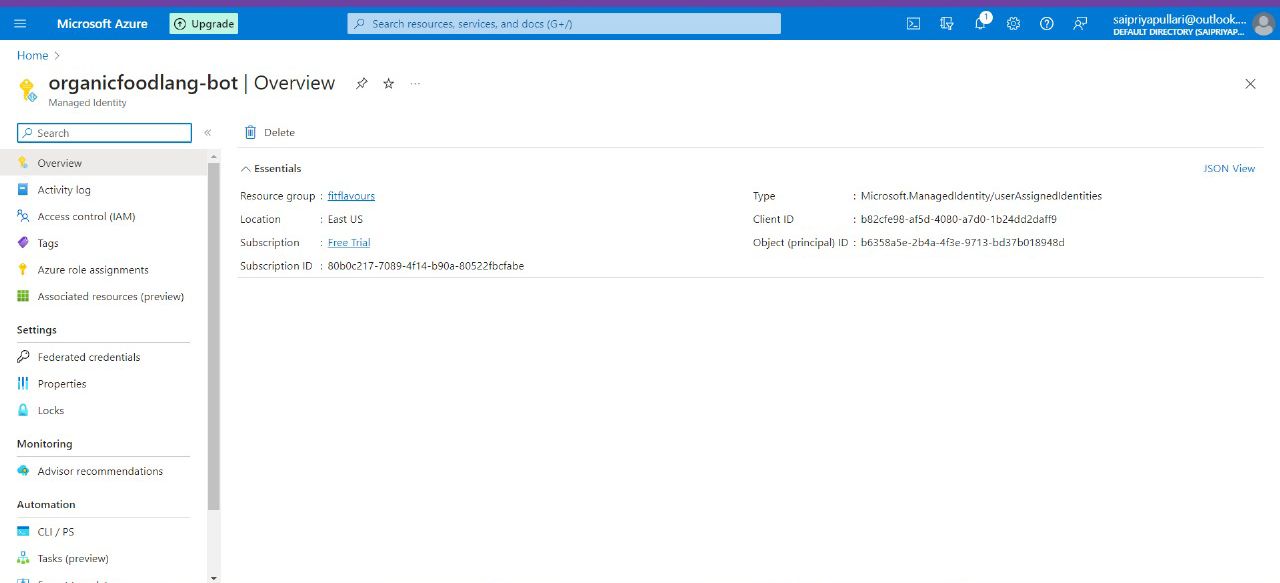 Microsoft Azure
Upgrade
Search resources, services, and docs (G+/)
1
saipriyapullari@outlook....
DEFAULT DIRECTORY (SAIPRIYAP...
Home
organicfoodlang-bot | Overview
Managed Identity
Search
Delete
Overview
Activity log
Access control (IAM)
Tags
Azure role assignments
Associated resources (preview)
Settings
Federated credentials
Properties
Locks
Monitoring
Advisor recommendations
Automation
CLI / PS
Tasks (preview)
Essentials
JSON View
Resource group : fitflavours
Location : East US
Subscription : Free Trial
Subscription ID : 80b0c217-7089-4f14-b90a-80522fbcfabe
Type : Microsoft.ManagedIdentity/userAssignedIdentities
Client ID : b82cfe98-af5d-4080-a7d0-1b24dd2daff9
Object (principal) ID : b6358a5e-2b4a-4f3e-9713-bd37b018948d